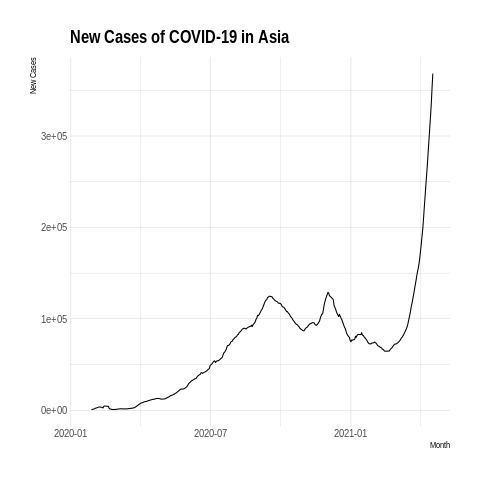 New Cases of COVID-19 in Asia
New Cases
3e+05
2e+05
1e+05
0e+00
2020-01 2020-07 2021-01
Month